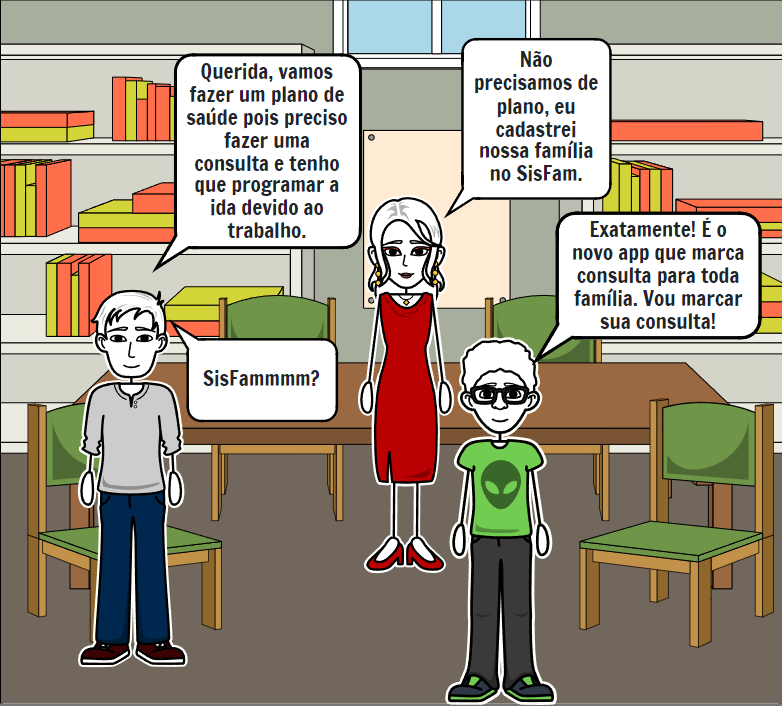 Querida, vamos
fazer um plano de
saúde pois preciso
fazer uma
consulta e tenho
que programar a
ida devido ao
trabalho.
Não
precisamos de
plano, eu
cadastrei
nossa família
no SisFam.
SisFammmm?
Exatamente! É o
novo app que marca
consulta para toda
família. Vou marcar
sua consulta!